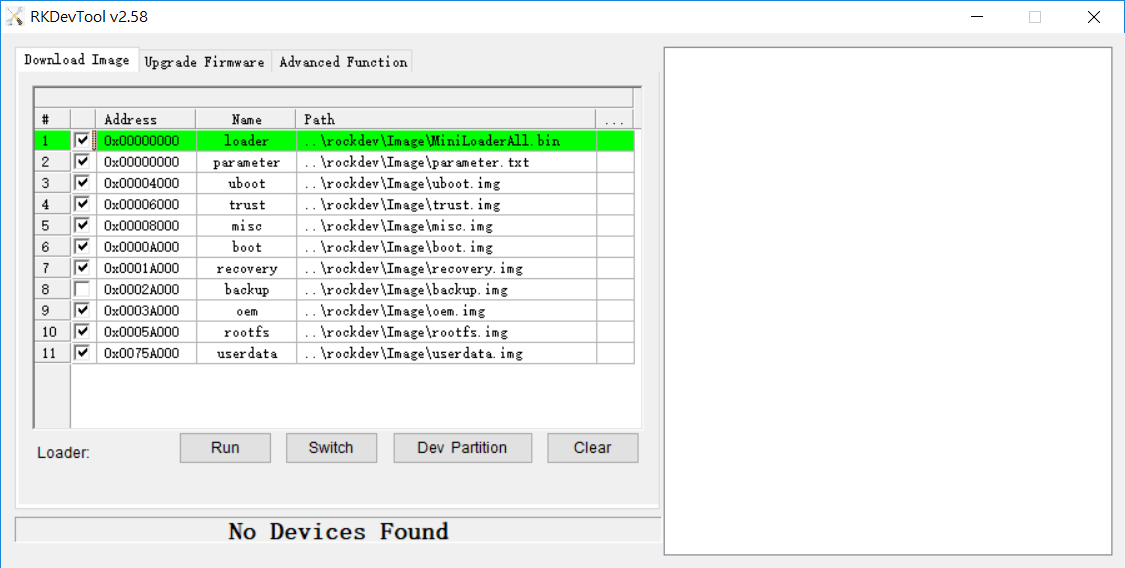 RKDevTool v2.58
Download Image Upgrade Firmware Advanced Function
# Address Name Path ...
1 0x00000000 loader ..\rockdev\Image\MiniLoaderAll.bin
2 0x00000000 parameter ..\rockdev\Image\parameter.txt
3 0x00004000 uboot ..\rockdev\Image\uboot.img
4 0x00006000 trust ..\rockdev\Image\trust.img
5 0x00008000 misc ..\rockdev\Image\misc.img
6 0x0000A000 boot ..\rockdev\Image\boot.img
7 0x0001A000 recovery ..\rockdev\Image\recovery.img
8 0x0002A000 backup ..\rockdev\Image\backup.img
9 0x0003A000 oem ..\rockdev\Image\oem.img
10 0x0005A000 rootfs ..\rockdev\Image\rootfs.img
11 0x0075A000 userdata ..\rockdev\Image\userdata.img
Loader: Run Switch Dev Partition Clear
No Devices Found